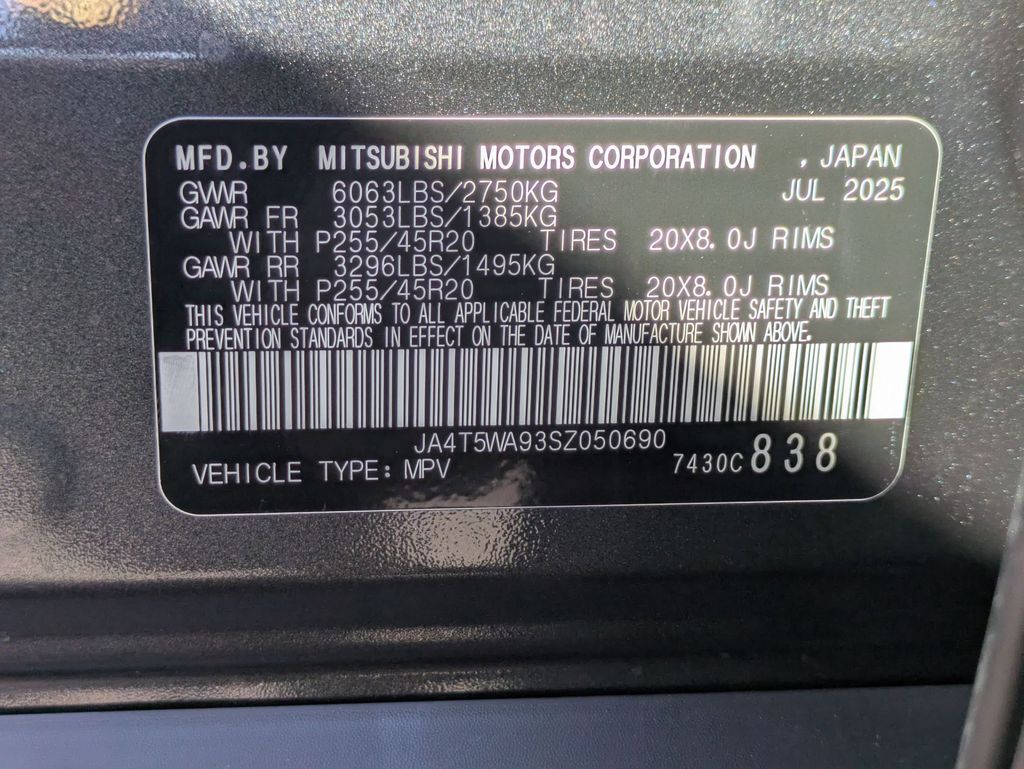 MFD.BY MITSUBISHI MOTORS CORPORATION , JAPAN
GVWR 6063LBS/2750KG JUL 2025
GAWR FR 3053LBS/1385KG
WITH P255/45R20 TIRES 20X8.0J RIMS
GAWR RR 3296LBS/1495KG
WITH P255/45R20 TIRES 20X8.0J RIMS
THIS VEHICLE CONFORMS TO ALL APPLICABLE FEDERAL MOTOR VEHICLE SAFETY AND THEFT
PREVENTION STANDARDS IN EFFECT ON THE DATE OF MANUFACTURE SHOWN ABOVE.
JA4T5WA93SZ050690
VEHICLE TYPE: MPV 7430C 838